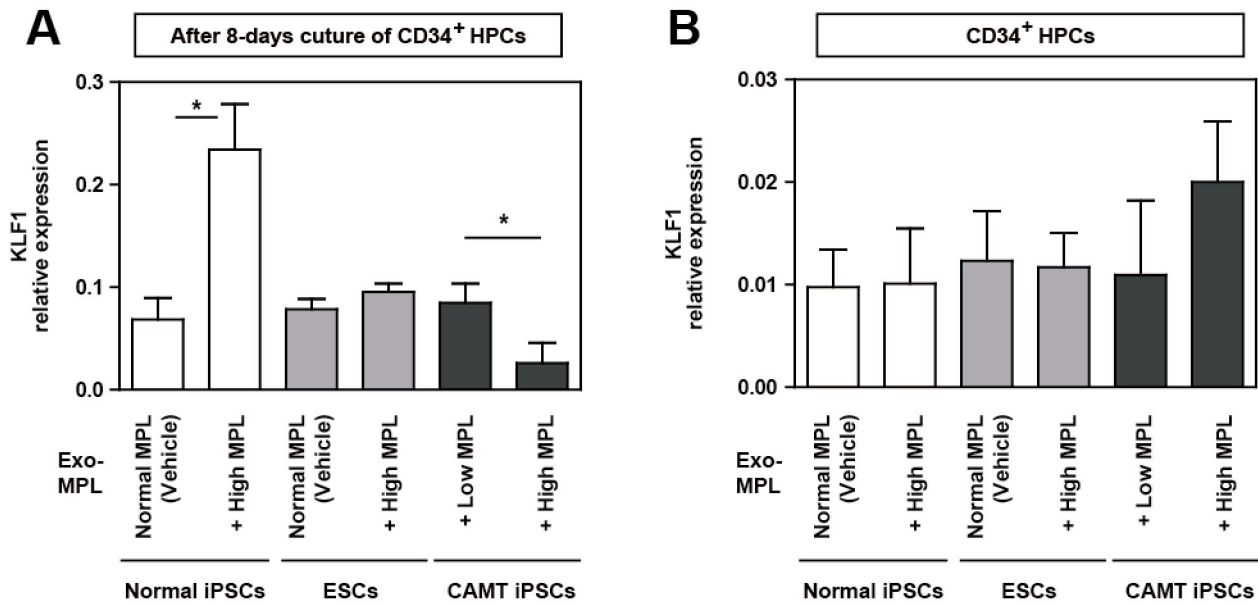 A
After 8-days cuture of CD34+ HPCs
KLF1
relative expression
0.3
0.2
0.1
0.0
*
*
Exo-
MPL
Normal MPL
(Vehicle)
+ High MPL
Normal MPL
(Vehicle)
+ High MPL
+ Low MPL
+ High MPL
Normal iPSCs
ESCs
CAMT iPSCs
B
CD34+ HPCs
KLF1
relative expression
0.03
0.02
0.01
0.00
Exo-
MPL
Normal MPL
(Vehicle)
+ High MPL
Normal MPL
(Vehicle)
+ High MPL
+ Low MPL
+ High MPL
Normal iPSCs
ESCs
CAMT iPSCs